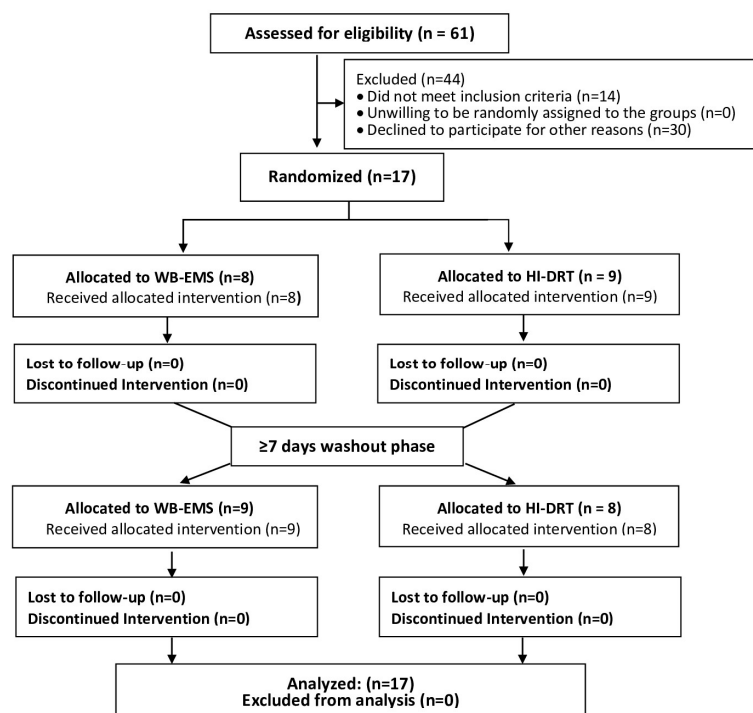 Assessed for eligibility (n = 61)
Excluded (n=44)
● Did not meet inclusion criteria (n=14)
● Unwilling to be randomly assigned to the groups (n=0)
● Declined to participate for other reasons (n=30)
Randomized (n=17)
Allocated to WB-EMS (n=8)
Received allocated intervention (n=8)
Allocated to HI-DRT (n = 9)
Received allocated intervention (n=9)
Lost to follow-up (n=0)
Discontinued Intervention (n=0)
Lost to follow-up (n=0)
Discontinued Intervention (n=0)
≥7 days washout phase
Allocated to WB-EMS (n=9)
Received allocated intervention (n=9)
Allocated to HI-DRT (n = 8)
Received allocated intervention (n=8)
Lost to follow-up (n=0)
Discontinued Intervention (n=0)
Lost to follow-up (n=0)
Discontinued Intervention (n=0)
Analyzed: (n=17)
Excluded from analysis (n=0)